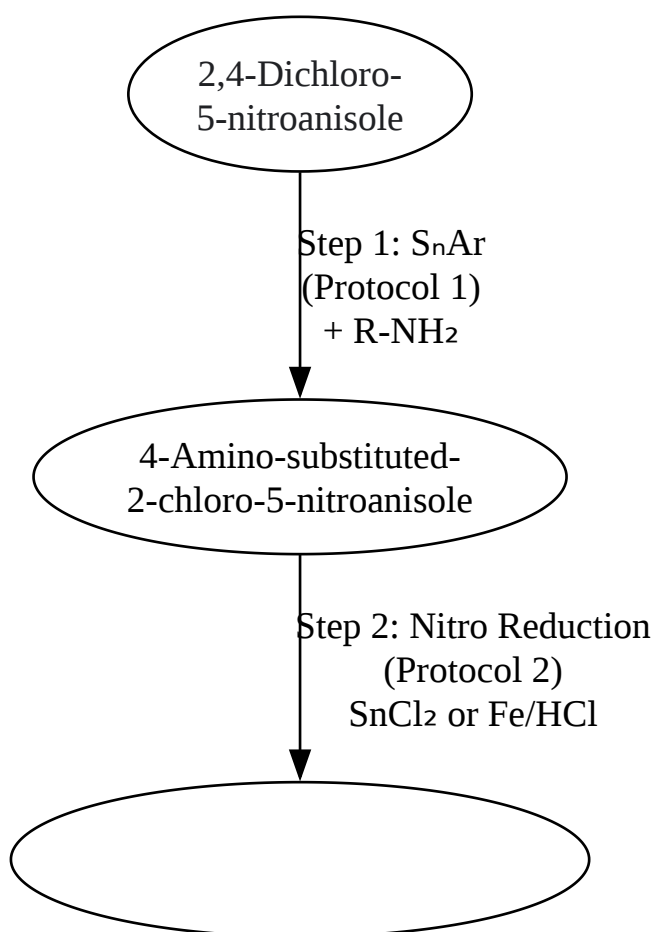 2,4-Dichloro-
5-nitroanisole
Step 1: SₙAr
(Protocol 1)
+ R-NH₂
4-Amino-substituted-
2-chloro-5-nitroanisole
Step 2: Nitro Reduction
(Protocol 2)
SnCl₂ or Fe/HCl